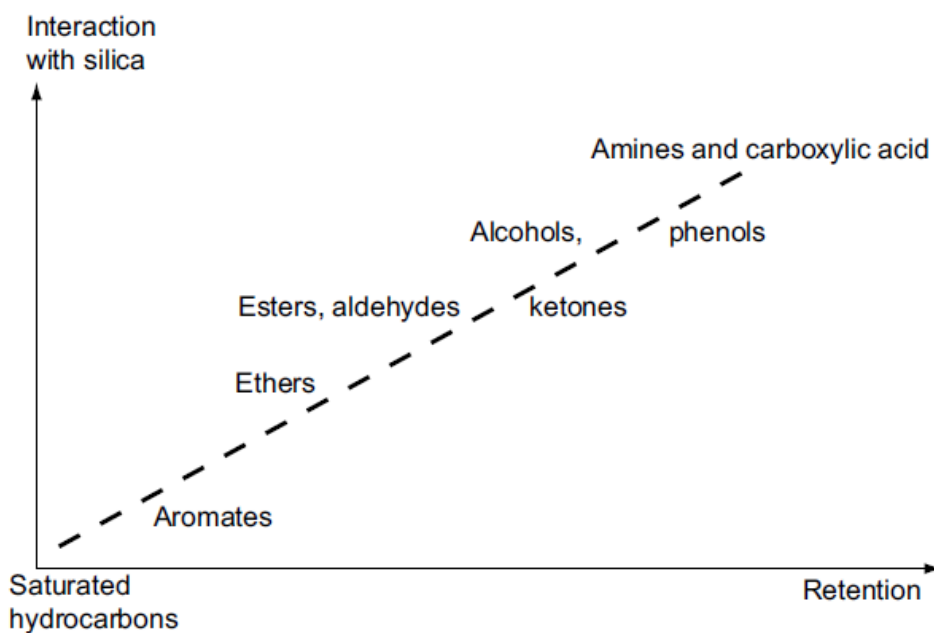 Interaction
with silica
Amines and carboxylic acid
Alcohols, phenols
Esters, aldehydes ketones
Ethers
Aromates
Saturated
hydrocarbons
Retention